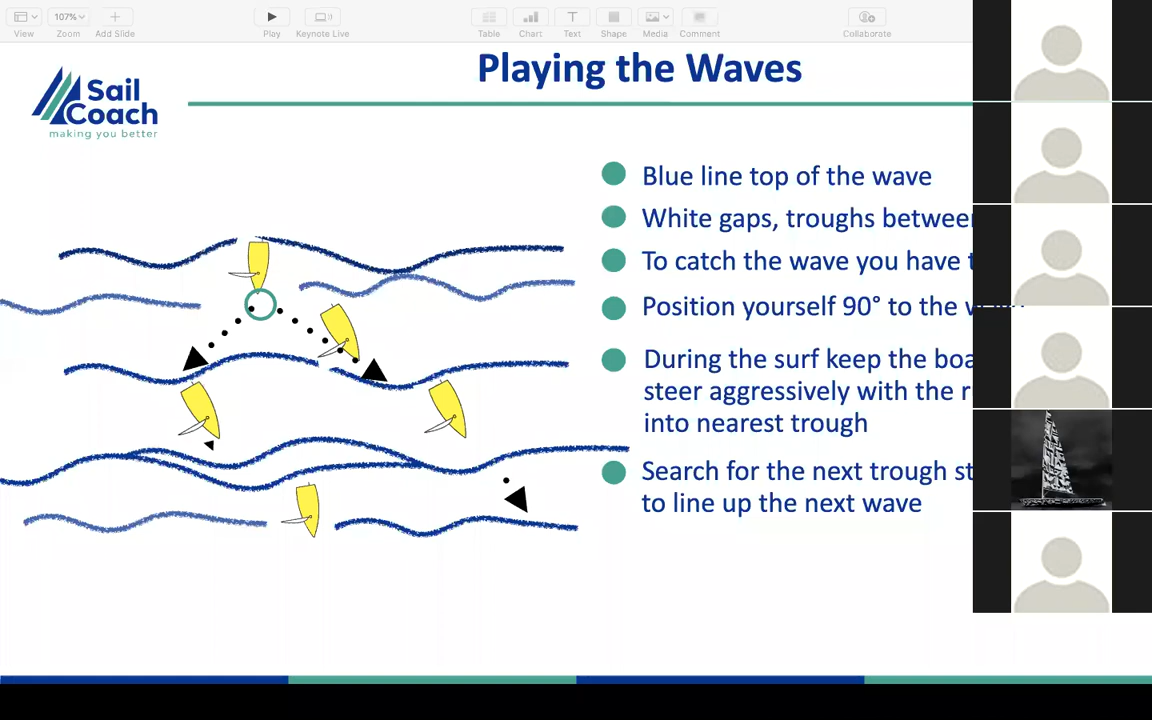 107%
View
Zoom
Add Slide
Play
Keynote Live
Table
Chart
Text
Shape
Media
Comment
Collaborate
Playing the Waves
Sail
Coach
making you better
Blue line top of the wave
White gaps, troughs between
To catch the wave you have
Position yourself 90° to the
During the surf keep the
steer aggressively with the
into nearest trough
Search for the next trough
to line up the next wave